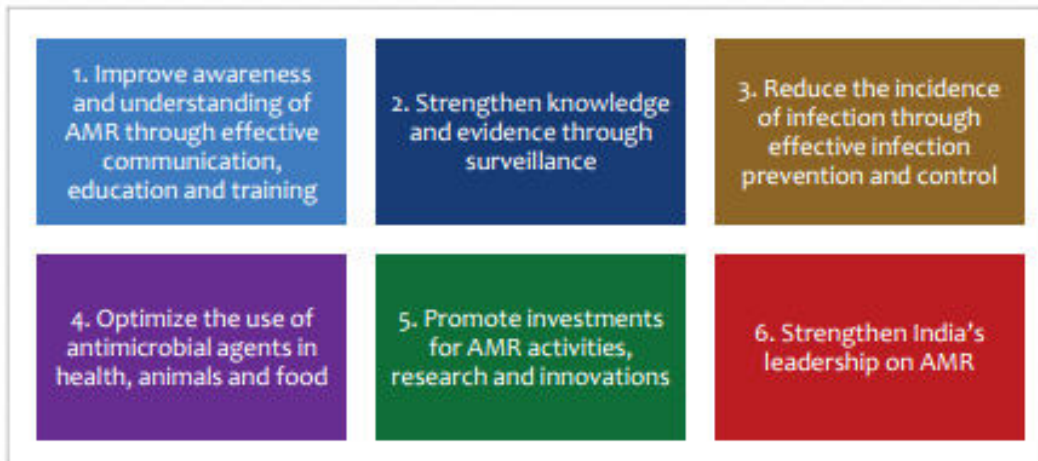 1. Improve awareness
and understanding of
AMR through effective
communication,
education and training
2. Strengthen knowledge
and evidence through
surveillance
3. Reduce the incidence
of infection through
effective infection
prevention and control
4. Optimize the use of
antimicrobial agents in
health, animals and food
5. Promote investments
for AMR activities,
research and innovations
6. Strengthen India's
leadership on AMR